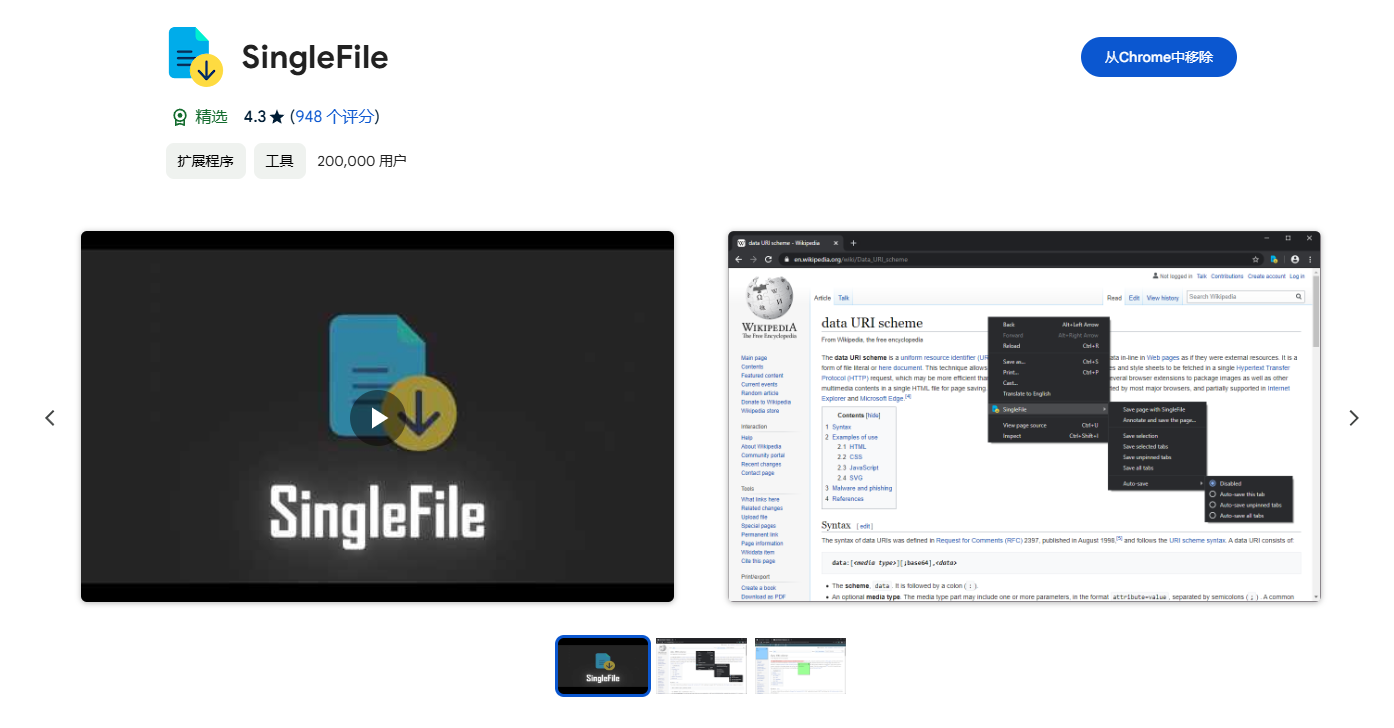 SingleFile
从Chrome中移除
精选 4.3 ★ (948 个评分)
扩展程序 工具 200,000 用户
SingleFile
data URI scheme - Wikipedia
en.wikipedia.org/wiki/Data_URI_scheme
Not logged in Talk Contributions Create account Log in
Article Talk Read Edit View history Search Wikipedia
WIKIPEDIA
The Free Encyclopedia
Main page
Contents
Featured content
Current events
Random article
Donate to Wikipedia
Wikipedia store
Interaction
Help
About Wikipedia
Community portal
Recent changes
Contact page
Tools
What links here
Related changes
Upload file
Special pages
Permanent link
Page information
Wikidata item
Cite this page
Print/export
Create a book
Download as PDF
data URI scheme
From Wikipedia, the free encyclopedia
The data URI scheme is a uniform resource identifier (UR
ata in-line in Web pages as if they were external resources. It is a
form of file literal or here document. This technique allows
es and style sheets to be fetched in a single Hypertext Transfer
Protocol (HTTP) request, which may be more efficient than
everal browser extensions to package images as well as other
multimedia contents in a single HTML file for page saving.
ted by most major browsers, and partially supported in Internet
Explorer and Microsoft Edge.[4]
Contents [hide]
1 Syntax
2 Examples of use
2.1 HTML
2.2 CSS
2.3 JavaScript
2.4 SVG
3 Malware and phishing
4 References
Back Alt+Left Arrow
Forward Alt+Right Arrow
Reload Ctrl+R
Save as... Ctrl+S
Print... Ctrl+P
Cast...
Translate to English
SingleFile
View page source Ctrl+U
Inspect Ctrl+Shift+I
Save page with SingleFile
Annotate and save the page...
Save selection
Save selected tabs
Save unpinned tabs
Save all tabs
Auto-save
Disabled
Auto-save this tab
Auto-save unpinned tabs
Auto-save all tabs
Syntax [ edit ]
The syntax of data URIs was defined in Request for Comments (RFC) 2397, published in August 1998,[5] and follows the URI scheme syntax. A data URI consists of:
data:[<media type>][;base64],<data>
• The scheme, data. It is followed by a colon ( : ).
• An optional media type. The media type part may include one or more parameters, in the format attribute=value, separated by semicolons ( ; ). A common
SingleFile